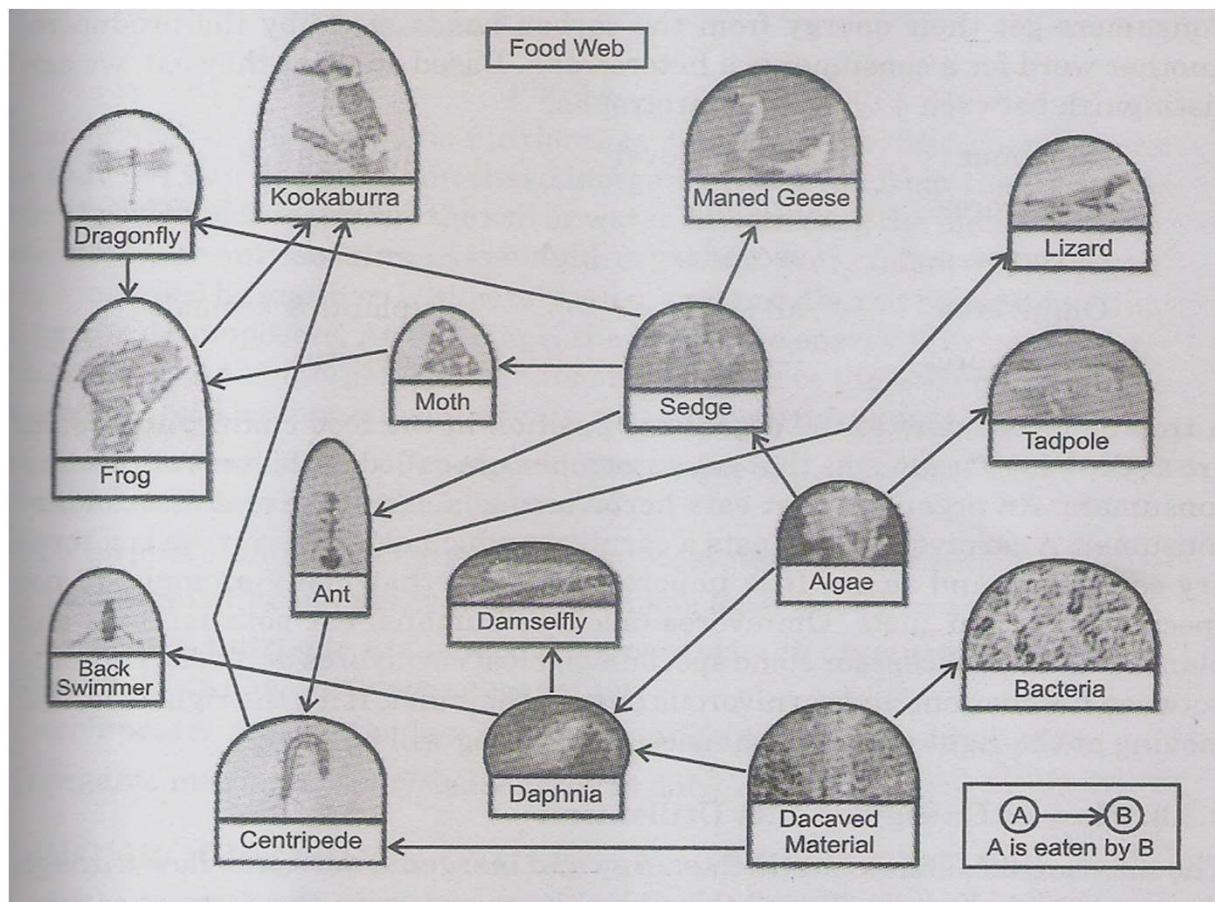 Food Web
Kookaburra
Maned Geese
Dragonfly
Lizard
Moth
Sedge
Tadpole
Frog
Ant
Algae
Damselfly
Back
Swimmer
Bacteria
Daphnia
Centripede
Dacaved
Material
A
B
A is eaten by B